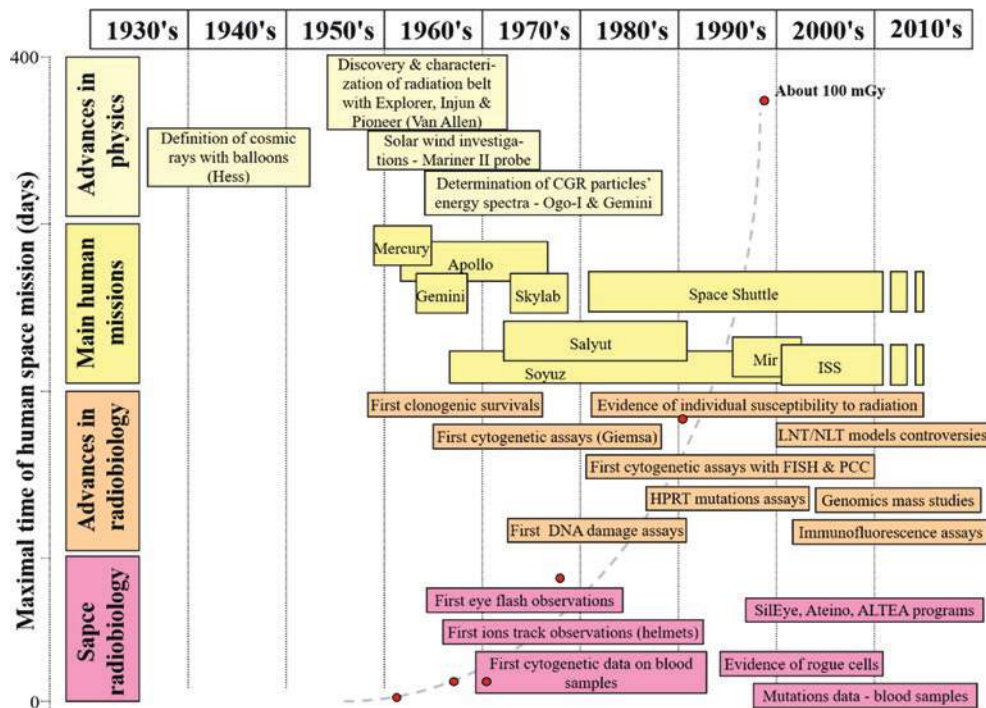 1930's 1940's 1950's 1960's 1970's 1980's 1990's 2000's 2010's
400
0
Maximal time of human space mission (days)
Advances in
physics
Discovery & characteri-
zation of radiation belt
with Explorer, Injun &
Pioneer (Van Allen)
About 100 mGy
Definition of cosmic
rays with balloons
(Hess)
Solar wind investiga-
tions - Mariner II probe
Determination of CGR particles'
energy spectra - Ogo-I & Gemini
Main human
missions
Mercury
Apollo
Gemini
Skylab
Space Shuttle
Salyut
Soyuz
Mir
ISS
Advances in
radiobiology
First clonogenic survivals
Evidence of individual susceptibility to radiation
First cytogenetic assays (Giemsa)
LNT/NLT models controversies
First cytogenetic assays with FISH & PCC
HPRT mutations assays
Genomics mass studies
First DNA damage assays
Immunofluorescence assays
Sapce
radiobiology
First eye flash observations
SilEye, Ateino, ALTEA programs
First ions track observations (helmets)
First cytogenetic data on blood
samples
Evidence of rogue cells
Mutations data - blood samples